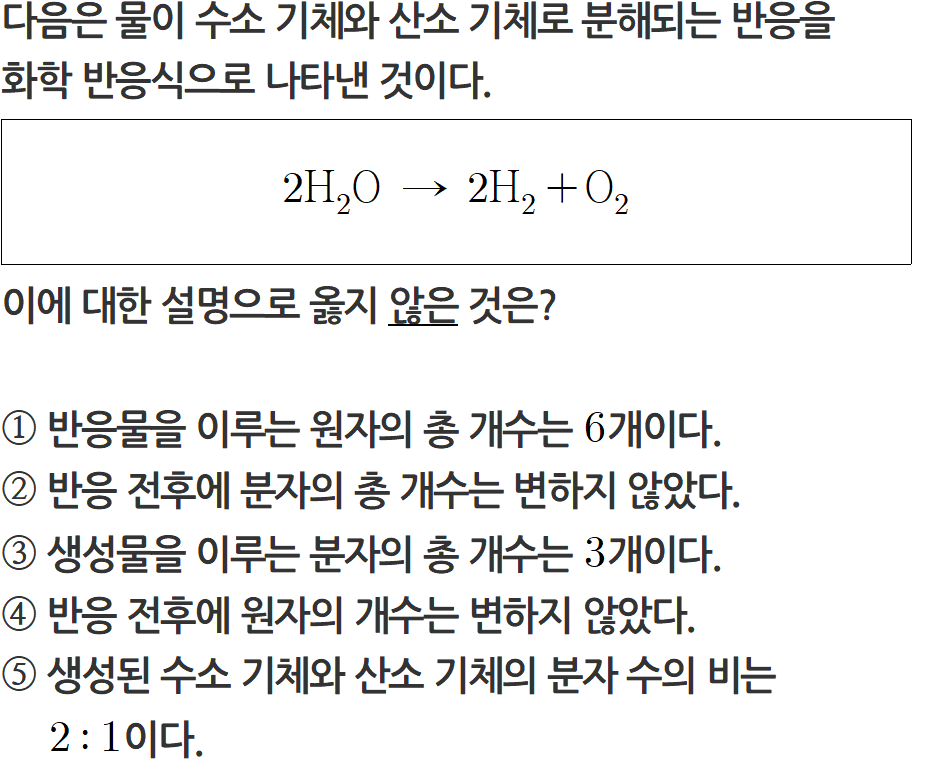 다음은 물이 수소 기체와 산소 기체로 분해되는 반응을
화학 반응식으로 나타낸 것이다.
2H₂O → 2H₂ + O₂
이에 대한 설명으로 옳지 않은 것은?
① 반응물을 이루는 원자의 총 개수는 6개이다.
② 반응 전후에 분자의 총 개수는 변하지 않았다.
③ 생성물을 이루는 분자의 총 개수는 3개이다.
④ 반응 전후에 원자의 개수는 변하지 않았다.
⑤ 생성된 수소 기체와 산소 기체의 분자 수의 비는
2 : 1이다.